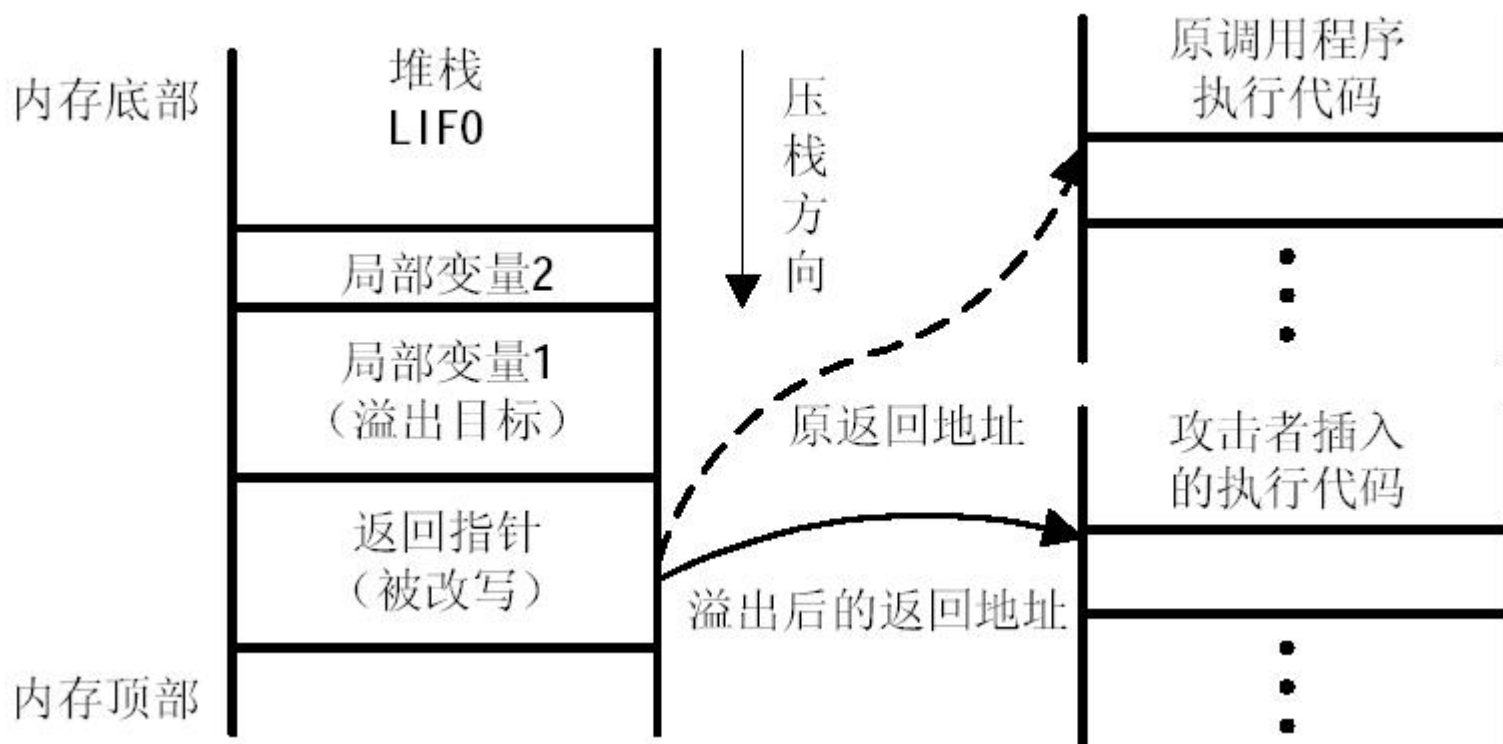 内存底部
堆栈
LIFO
局部变量2
局部变量1
（溢出目标）
返回指针
（被改写）
内存顶部
压栈方向
原返回地址
溢出后的返回地址
原调用程序
执行代码
攻击者插入
的执行代码